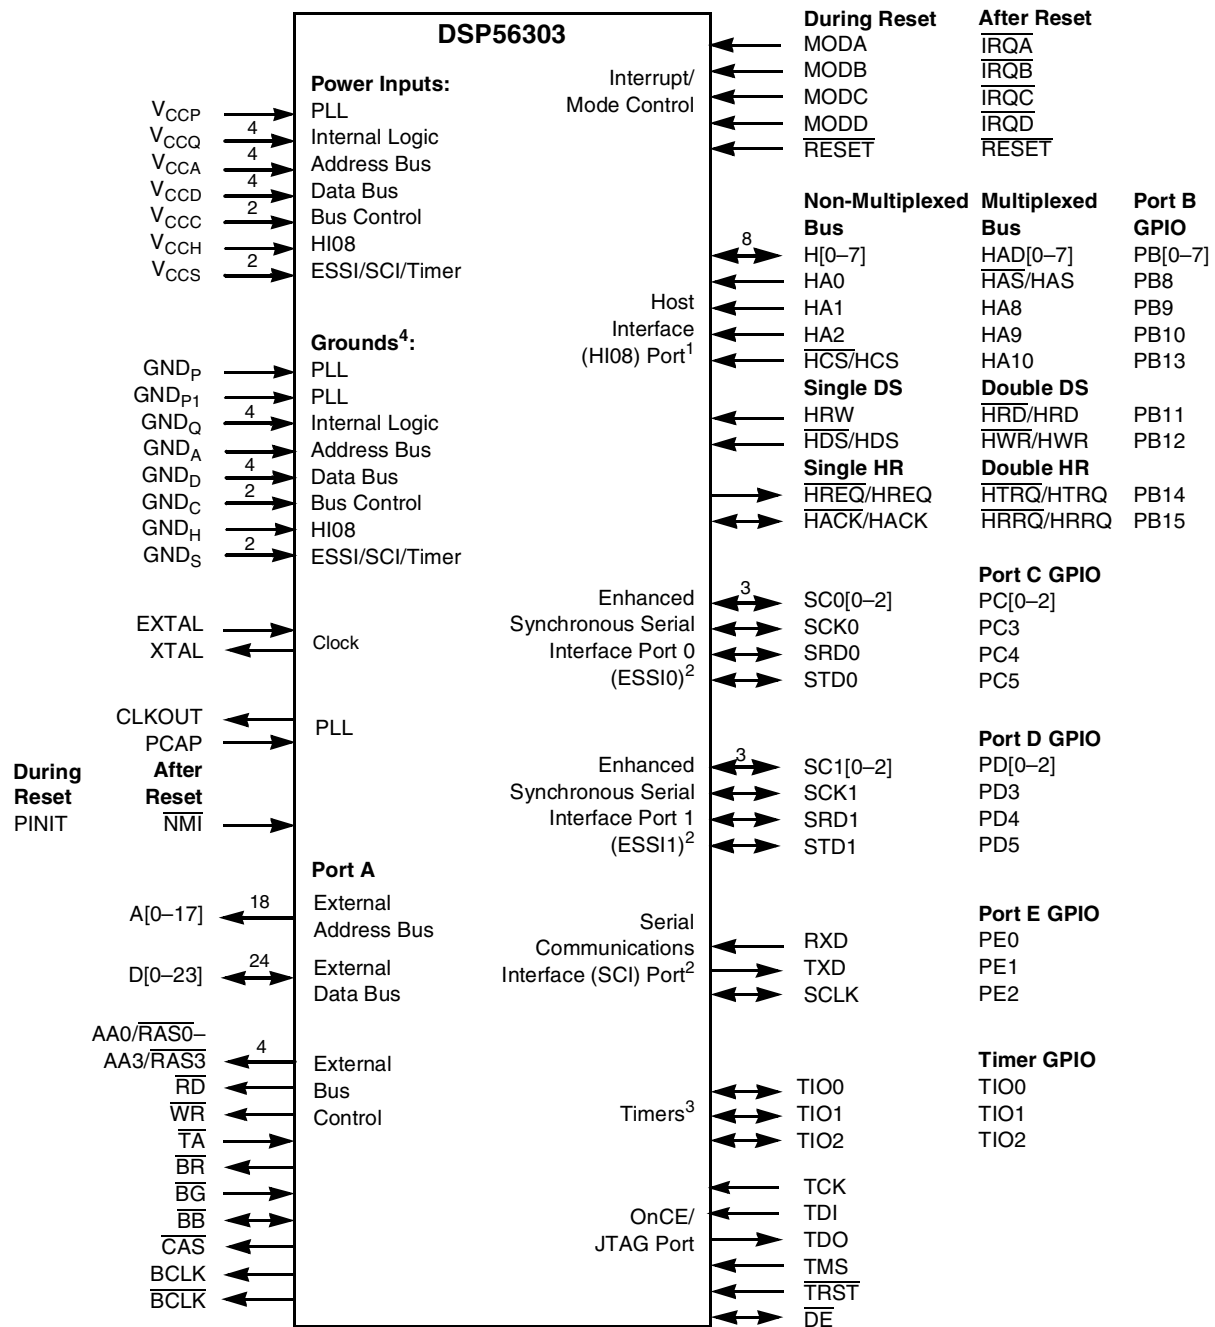 DSP56303
During Reset After Reset
MODA IRQA
MODB IRQB
MODC IRQC
MODD IRQD
RESET RESET
Interrupt/
Mode Control
Power Inputs:
VCCP PLL
VCCQ 4 Internal Logic
VCCA 4 Address Bus
VCCD 4 Data Bus
VCCC 2 Bus Control
VCCH HI08
VCCS 2 ESSI/SCI/Timer
Non-Multiplexed Multiplexed Port B
Bus Bus GPIO
8 H[0–7] HAD[0–7] PB[0–7]
HA0 HAS/HAS PB8
HA1 HA8 PB9
HA2 HA9 PB10
HCS/HCS HA10 PB13
Single DS Double DS
HRW HRD/HRD PB11
HDS/HDS HWR/HWR PB12
Single HR Double HR
HREQ/HREQ HTRQ/HTRQ PB14
HACK/HACK HRRQ/HRRQ PB15
Host
Interface
(HI08) Port1
Grounds4:
GNDP PLL
GNDP1 PLL
GNDQ 4 Internal Logic
GNDA Address Bus
GNDD 4 Data Bus
GNDC 2 Bus Control
GNDH HI08
GNDS 2 ESSI/SCI/Timer
Port C GPIO
Enhanced 3 SC0[0–2] PC[0–2]
Synchronous Serial SCK0 PC3
Interface Port 0 SRD0 PC4
(ESSI0)2 STD0 PC5
EXTAL
XTAL
Clock
CLKOUT
PCAP
PLL
During After
Reset Reset
PINIT NMI
Port D GPIO
Enhanced 3 SC1[0–2] PD[0–2]
Synchronous Serial SCK1 PD3
Interface Port 1 SRD1 PD4
(ESSI1)2 STD1 PD5
Port A
A[0–17] 18 External
Address Bus
D[0–23] 24 External
Data Bus
Port E GPIO
Serial
Communications RXD PE0
Interface (SCI) Port2 TXD PE1
SCLK PE2
AA0/RAS0–
AA3/RAS3 4 External
RD Bus
WR Control
TA
BR
BG
BB
CAS
BCLK
BCLK
Timer GPIO
TIO0 TIO0
Timers3 TIO1 TIO1
TIO2 TIO2
TCK
OnCE/ TDI
JTAG Port TDO
TMS
TRST
DE